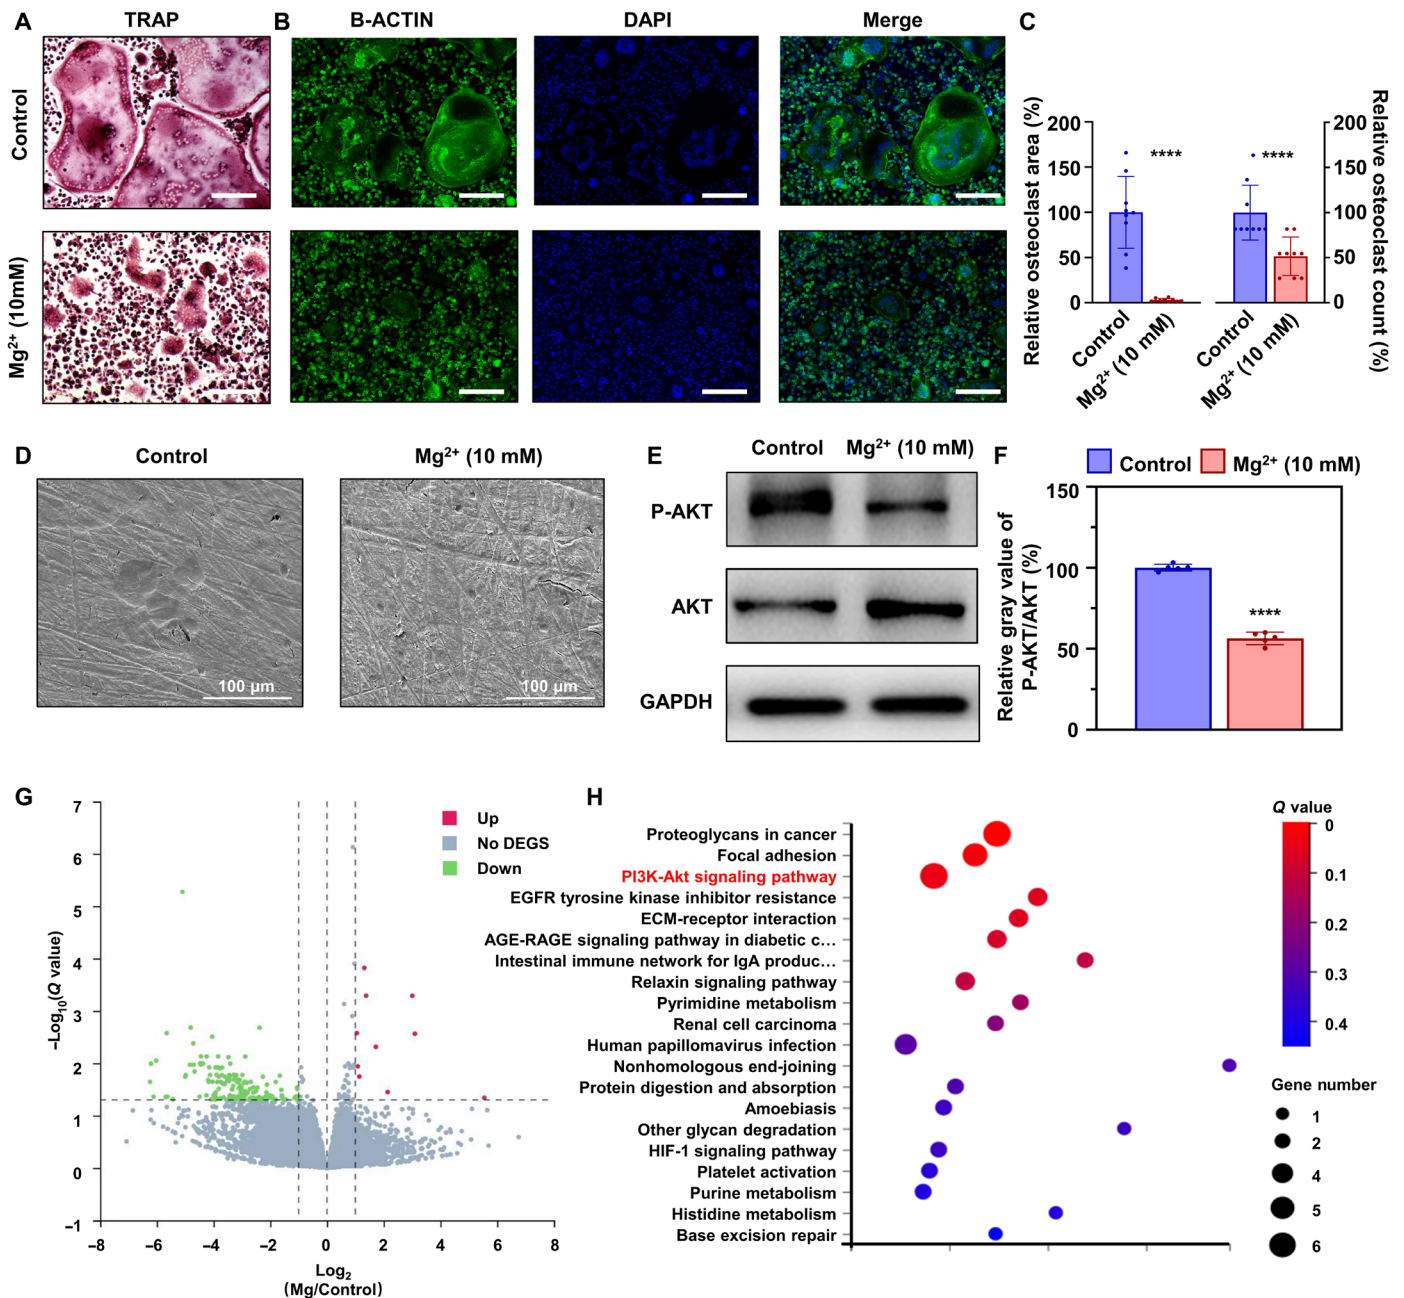 A
TRAP
B
B-ACTIN
DAPI
Merge
C
Control
Mg2+ (10mM)
Relative osteoclast area (%)
200
150
100
50
0
****
****
200
150
100
50
0
Relative osteoclast count (%)
Control
Mg2+ (10 mM)
Control
Mg2+ (10 mM)
D
Control
Mg2+ (10 mM)
100 µm
100 µm
E
Control
Mg2+ (10 mM)
P-AKT
AKT
GAPDH
F
Control
Mg2+ (10 mM)
Relative gray value of
P-AKT/AKT (%)
150
100
50
0
****
G
7
6
5
4
3
2
1
0
−1
−Log10(Q value)
Up
No DEGS
Down
−8
−6
−4
−2
0
2
4
6
8
Log2
(Mg/Control)
H
Proteoglycans in cancer
Focal adhesion
PI3K-Akt signaling pathway
EGFR tyrosine kinase inhibitor resistance
ECM-receptor interaction
AGE-RAGE signaling pathway in diabetic c…
Intestinal immune network for IgA produc…
Relaxin signaling pathway
Pyrimidine metabolism
Renal cell carcinoma
Human papillomavirus infection
Nonhomologous end-joining
Protein digestion and absorption
Amoebiasis
Other glycan degradation
HIF-1 signaling pathway
Platelet activation
Purine metabolism
Histidine metabolism
Base excision repair
Q value
0
0.1
0.2
0.3
0.4
Gene number
1
2
4
5
6